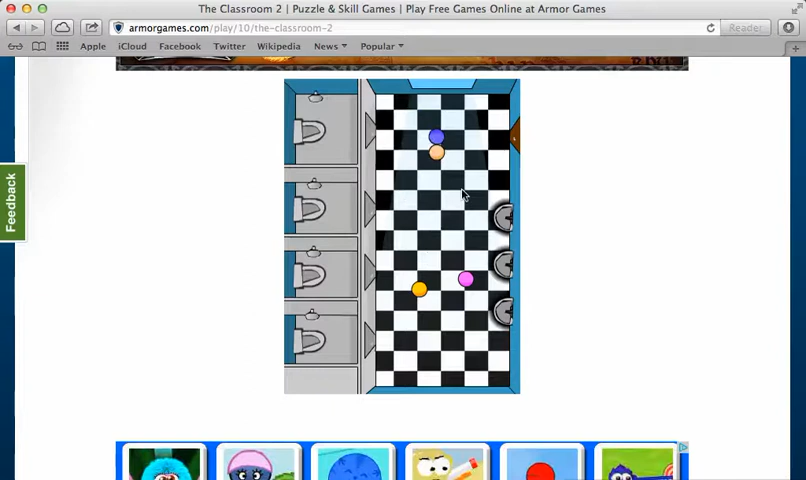 The Classroom 2 | Puzzle & Skill Games | Play Free Games Online at Armor Games
armorgames.com/play/10/the-classroom-2
Reader
Apple iCloud Facebook Twitter Wikipedia News Popular
Feedback